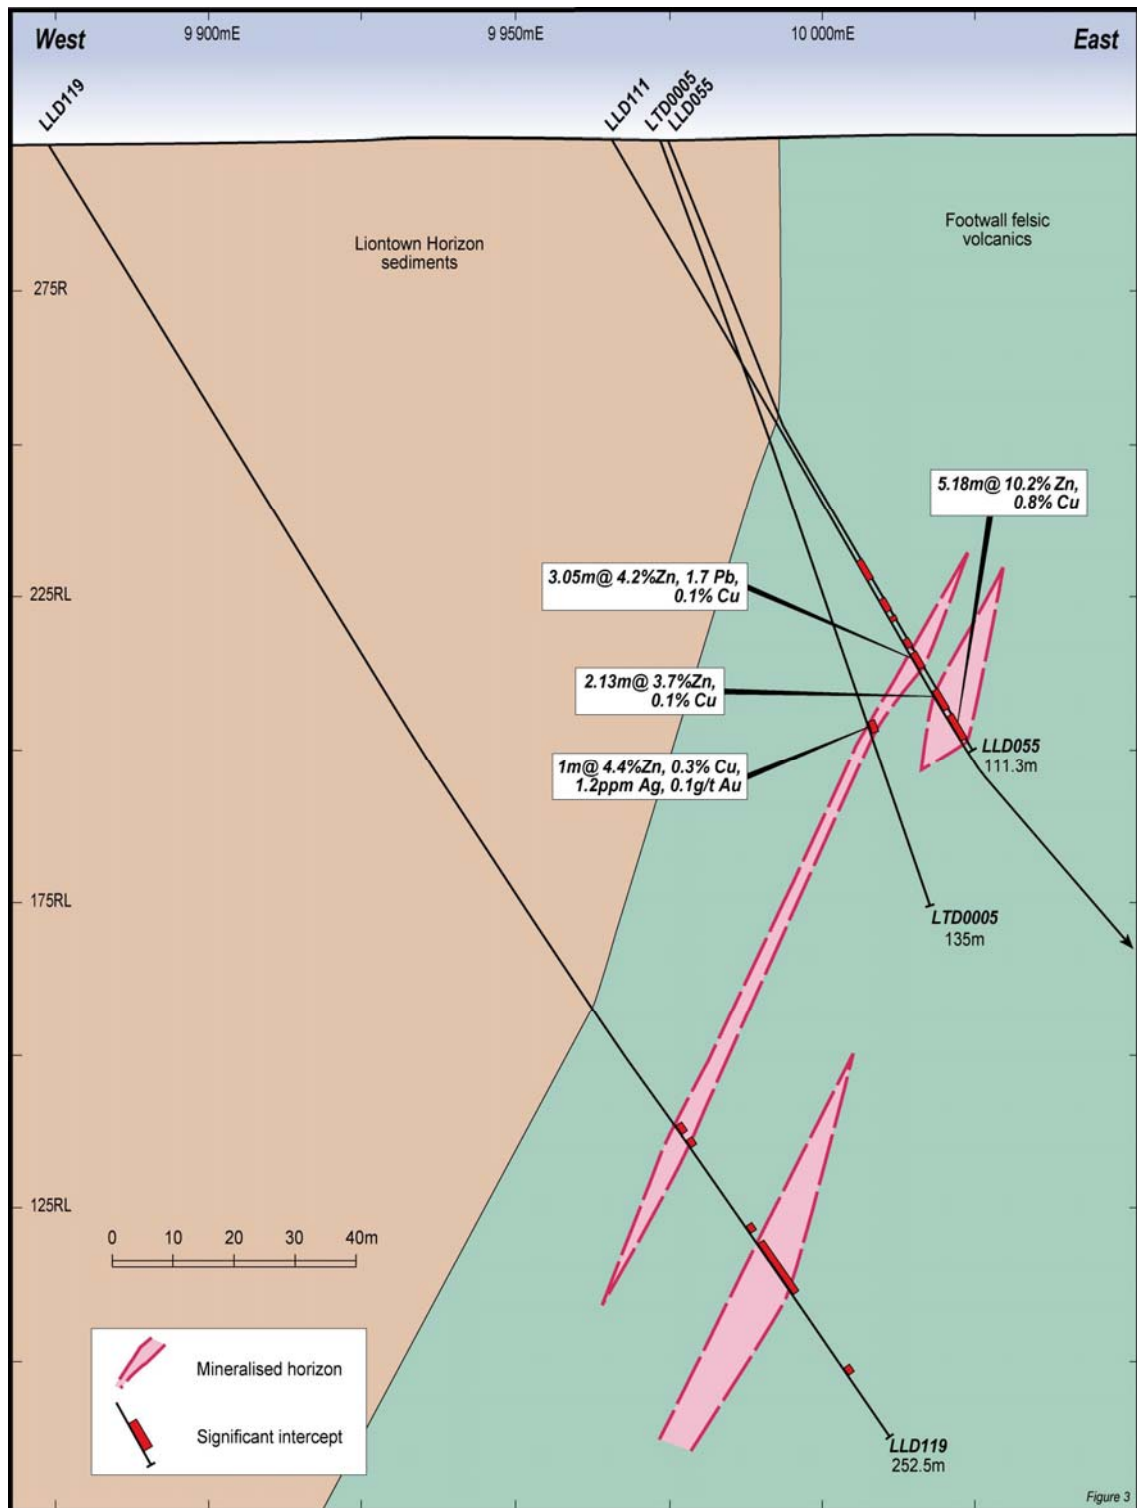 West
9 900mE
9 950mE
10 000mE
East
LLD119
LLD111
LTD0005
LLD055
Liontown Horizon
sediments
Footwall felsic
volcanics
275R
5.18m@ 10.2% Zn,
0.8% Cu
3.05m@ 4.2%Zn, 1.7 Pb,
0.1% Cu
225RL
2.13m@ 3.7%Zn,
0.1% Cu
1m@ 4.4%Zn, 0.3% Cu,
1.2ppm Ag, 0.1g/t Au
LLD055
111.3m
175RL
LTD0005
135m
125RL
0 10 20 30 40m
Mineralised horizon
Significant intercept
LLD119
252.5m
Figure 3